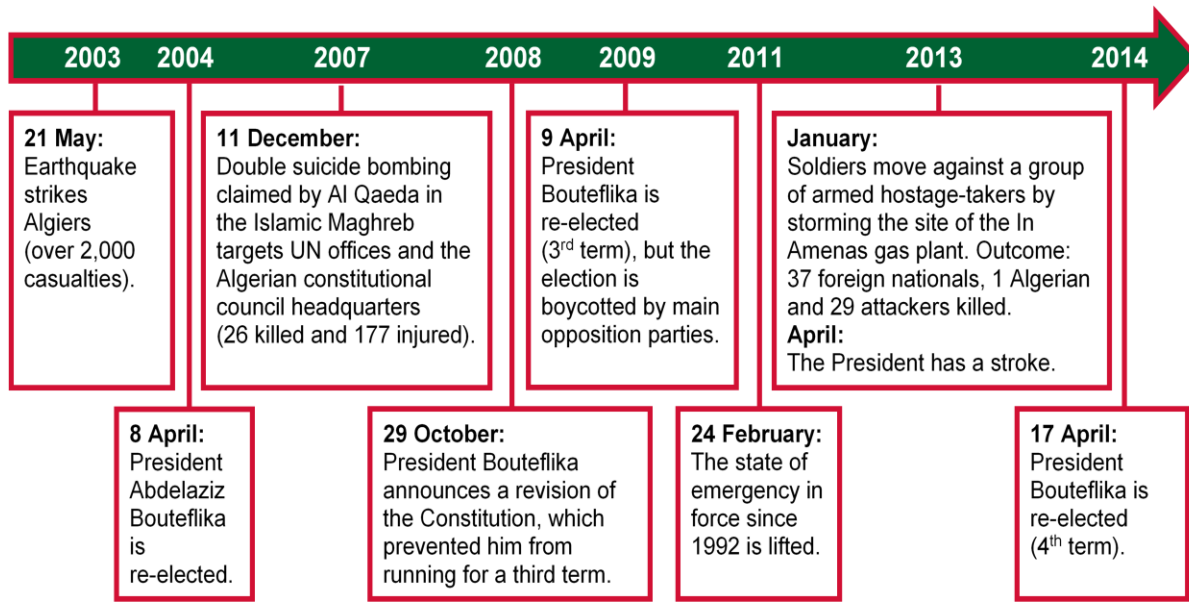 2003 2004 2007 2008 2009 2011 2013 2014
21 May:
Earthquake
strikes
Algiers
(over 2,000
casualties).
11 December:
Double suicide bombing
claimed by Al Qaeda in
the Islamic Maghreb
targets UN offices and the
Algerian constitutional
council headquarters
(26 killed and 177 injured).
9 April:
President
Bouteflika is
re-elected
(3rd term), but the
election is
boycotted by main
opposition parties.
January:
Soldiers move against a group
of armed hostage-takers by
storming the site of the In
Amenas gas plant. Outcome:
37 foreign nationals, 1 Algerian
and 29 attackers killed.
April:
The President has a stroke.
8 April:
President
Abdelaziz
Bouteflika
is
re-elected.
29 October:
President Bouteflika
announces a revision of
the Constitution, which
prevented him from
running for a third term.
24 February:
The state of
emergency in
force since
1992 is lifted.
17 April:
President
Bouteflika is
re-elected
(4th term).